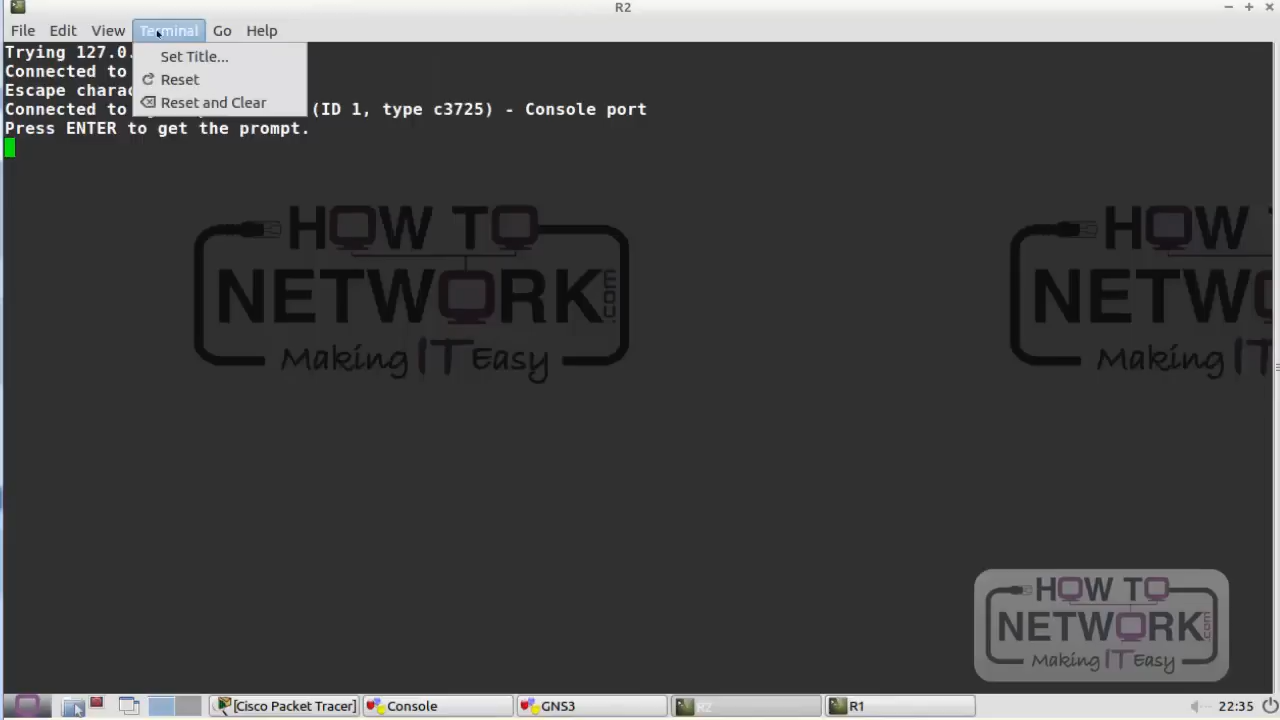 R2
File Edit View Terminal Go Help
Trying 127.0.
Connected to
Escape charac
Connected to (ID 1, type c3725) - Console port
Press ENTER to get the prompt.
Set Title...
Reset
Reset and Clear
HOW TO
NETWORK.com
Making IT Easy
HOW TO
NETWO
Making IT
HOW TO
NETWORK.com
Making IT Easy
[Cisco Packet Tracer] Console GNS3 R2 R1 22:35